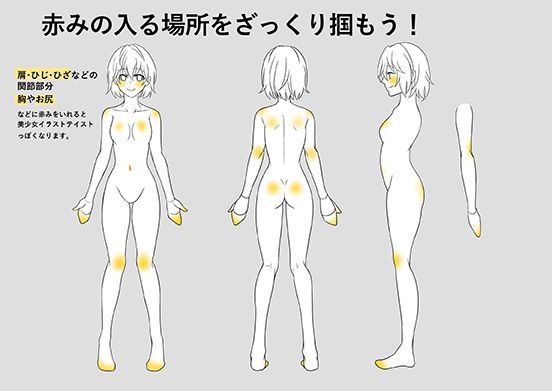 赤みの入る場所をざっくり掴もう！
肩・ひじ・ひざなどの
関節部分
胸やお尻
などに赤みをいれると
美少女イラストテイスト
っぽくなります。